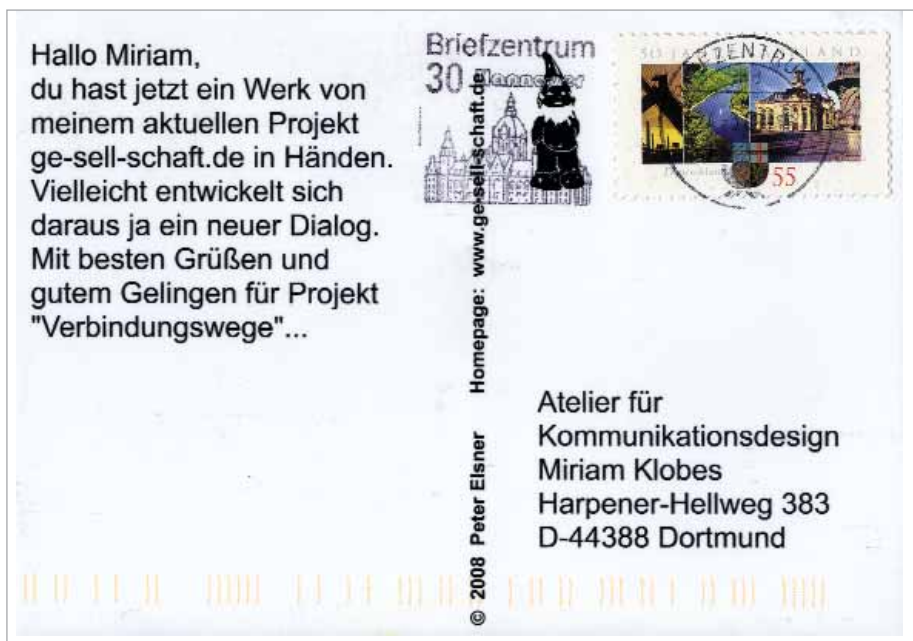 Hallo Miriam,
du hast jetzt ein Werk von
meinem aktuellen Projekt
ge-sell-schaft.de in Händen.
Vielleicht entwickelt sich
daraus ja ein neuer Dialog.
Mit besten Grüßen und
gutem Gelingen für Projekt
"Verbindungswege"...
Briefzentrum
30 Hannover
© 2008 Peter Elsner Homepage: www.ge-sell-schaft.de
55
Atelier für
Kommunikationsdesign
Miriam Klobes
Harpener-Hellweg 383
D-44388 Dortmund